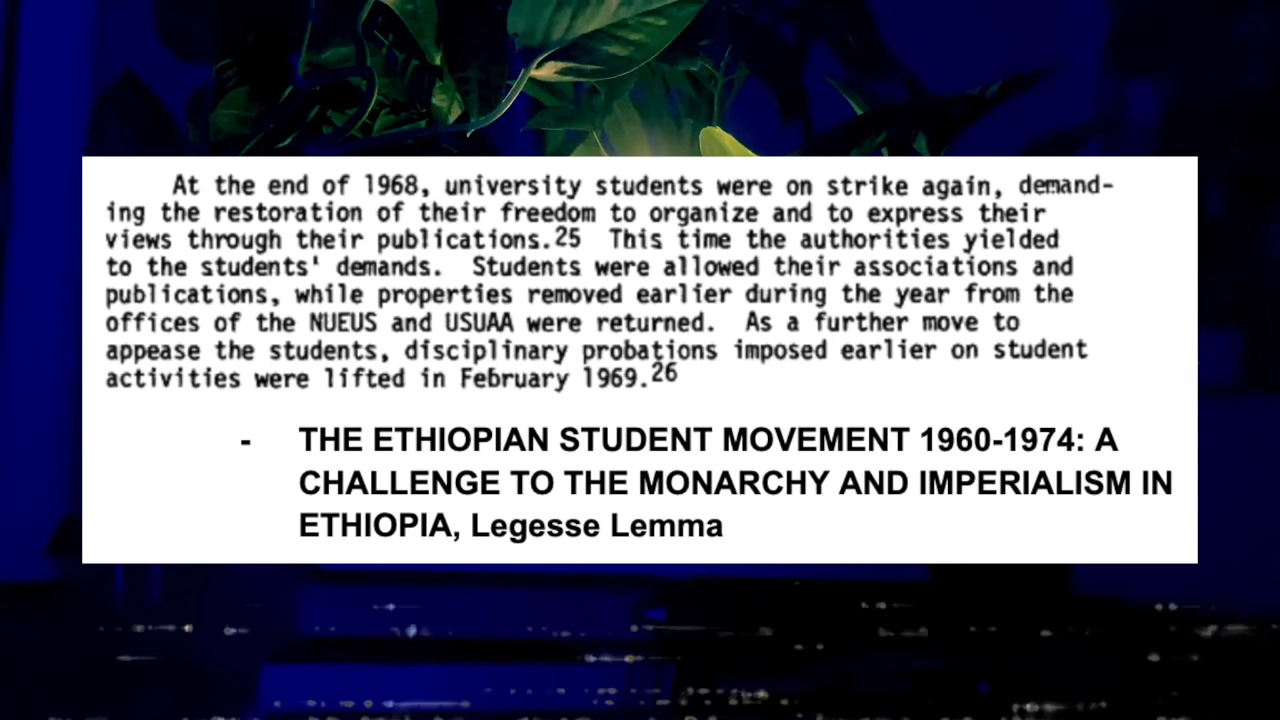 At the end of 1968, university students were on strike again, demand-
ing the restoration of their freedom to organize and to express their
views through their publications.25 This time the authorities yielded
to the students' demands. Students were allowed their associations and
publications, while properties removed earlier during the year from the
offices of the NUEUS and USUAA were returned. As a further move to
appease the students, disciplinary probations imposed earlier on student
activities were lifted in February 1969.26
- THE ETHIOPIAN STUDENT MOVEMENT 1960-1974: A
CHALLENGE TO THE MONARCHY AND IMPERIALISM IN
ETHIOPIA, Legesse Lemma